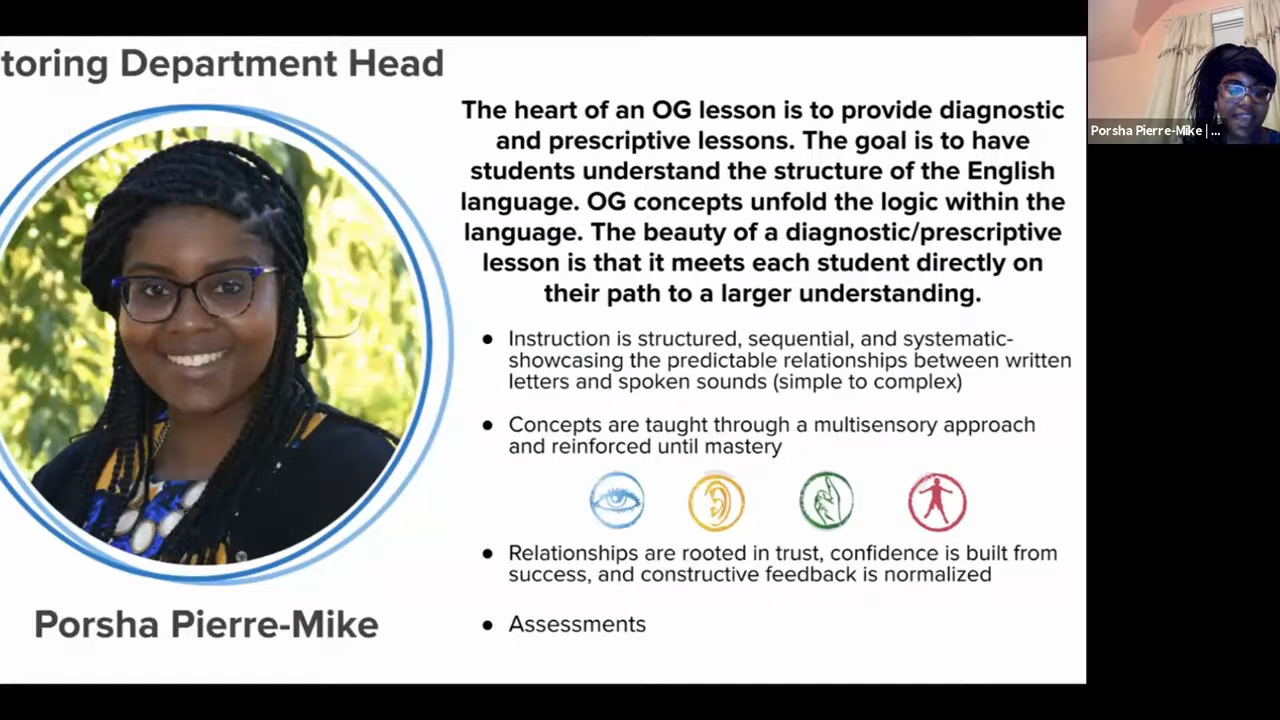 toring Department Head
The heart of an OG lesson is to provide diagnostic
and prescriptive lessons. The goal is to have
students understand the structure of the English
language. OG concepts unfold the logic within the
language. The beauty of a diagnostic/prescriptive
lesson is that it meets each student directly on
their path to a larger understanding.
● Instruction is structured, sequential, and systematic-
showcasing the predictable relationships between written
letters and spoken sounds (simple to complex)
● Concepts are taught through a multisensory approach
and reinforced until mastery
● Relationships are rooted in trust, confidence is built from
success, and constructive feedback is normalized
● Assessments
Porsha Pierre-Mike
Porsha Pierre-Mike | ...